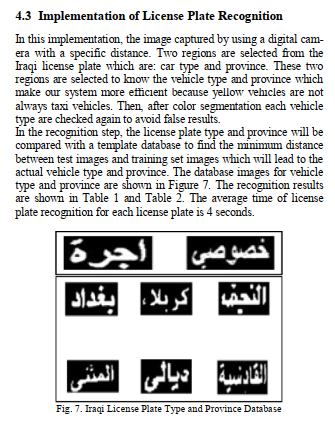 4.3 Implementation of License Plate Recognition
In this implementation, the image captured by using a digital cam-
era with a specific distance. Two regions are selected from the
Iraqi license plate which are: car type and province. These two
regions are selected to know the vehicle type and province which
make our system more efficient because yellow vehicles are not
always taxi vehicles. Then, after color segmentation each vehicle
type are checked again to avoid false results.
In the recognition step, the license plate type and province will be
compared with a template database to find the minimum distance
between test images and training set images which will lead to the
actual vehicle type and province. The database images for vehicle
type and province are shown in Figure 7. The recognition results
are shown in Table 1 and Table 2. The average time of license
plate recognition for each license plate is 4 seconds.
خصوصي اجرة
النجف كربلاء بغداد
القادسية ديالى المثنى
Fig. 7. Iraqi License Plate Type and Province Database